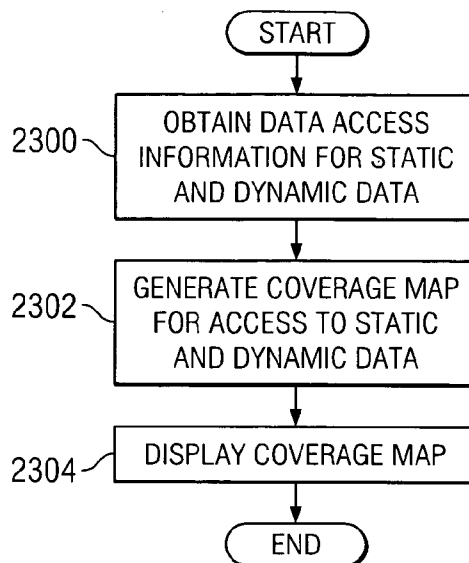 START
2300
OBTAIN DATA ACCESS
INFORMATION FOR STATIC
AND DYNAMIC DATA
2302
GENERATE COVERAGE MAP
FOR ACCESS TO STATIC
AND DYNAMIC DATA
2304
DISPLAY COVERAGE MAP
END